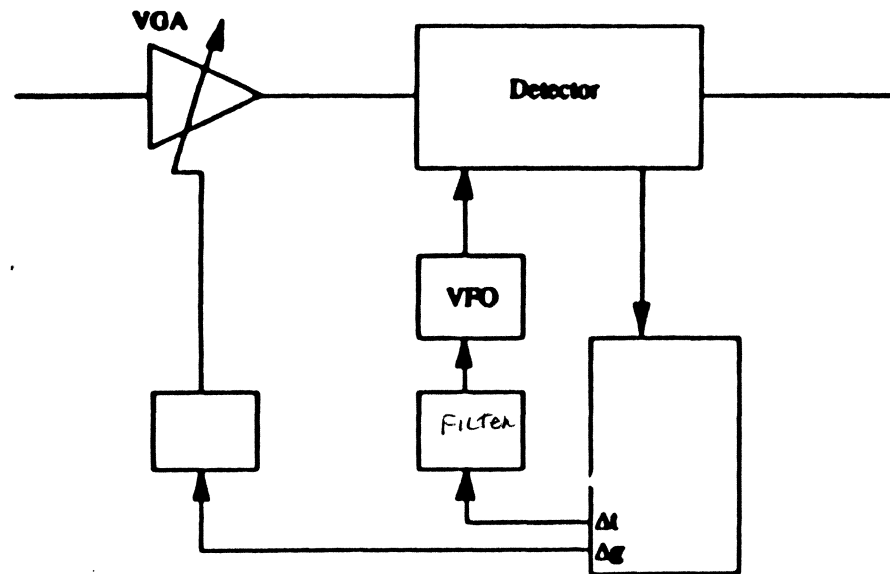 VGA
Detector
VFO
FILTER
Δt
Δg